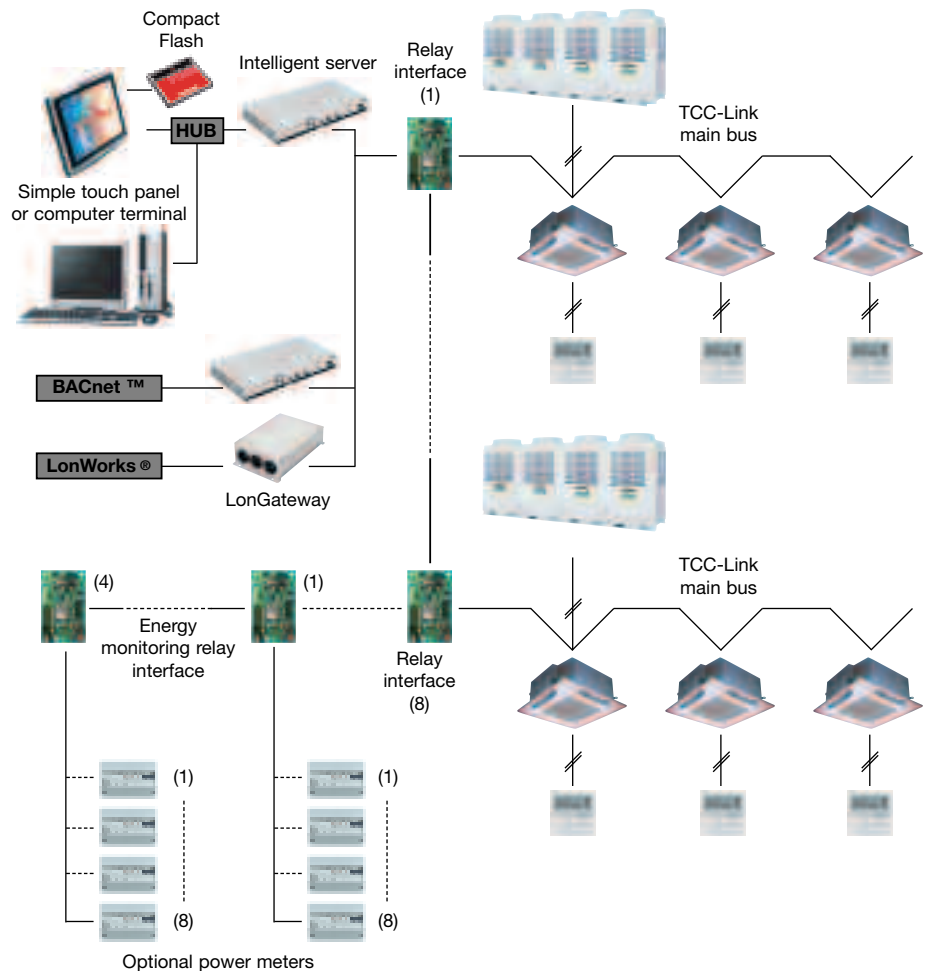 Compact
Flash
Intelligent server
Relay
interface
(1)
TCC-Link
main bus
HUB
Simple touch panel
or computer terminal
BACnet ™
LonWorks ®
LonGateway
(4)
(1)
Energy
monitoring relay
interface
Relay
interface
(8)
TCC-Link
main bus
(1)
(1)
(8)
(8)
Optional power meters